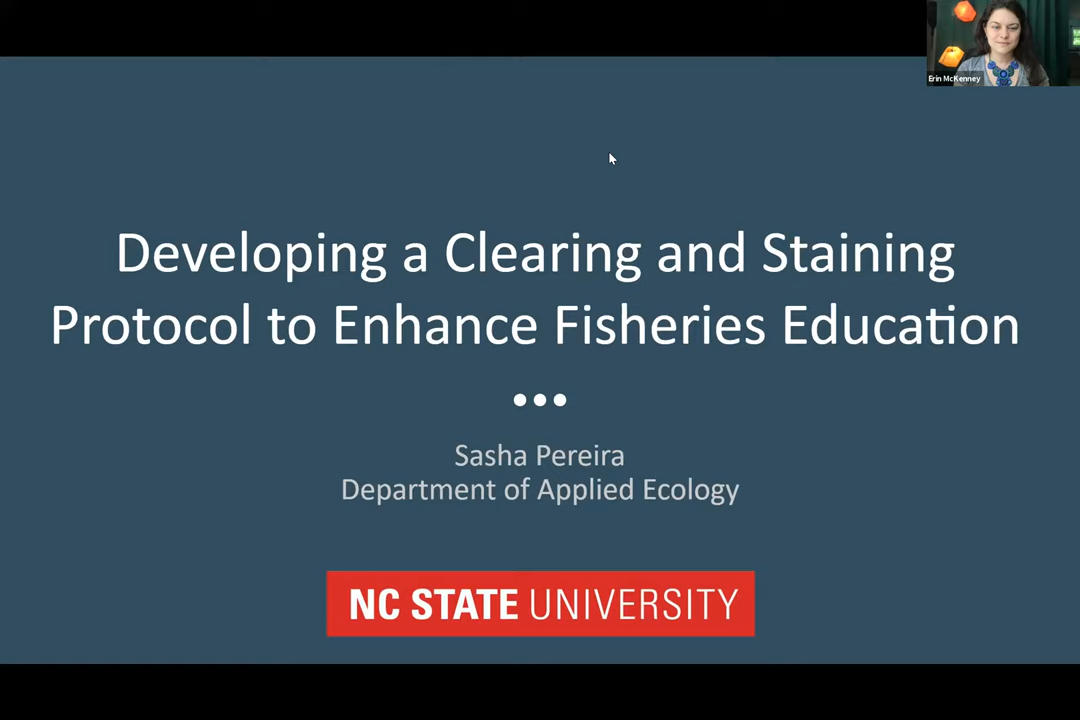 Erin McKenney
Developing a Clearing and Staining
Protocol to Enhance Fisheries Education
Sasha Pereira
Department of Applied Ecology
NC STATE UNIVERSITY